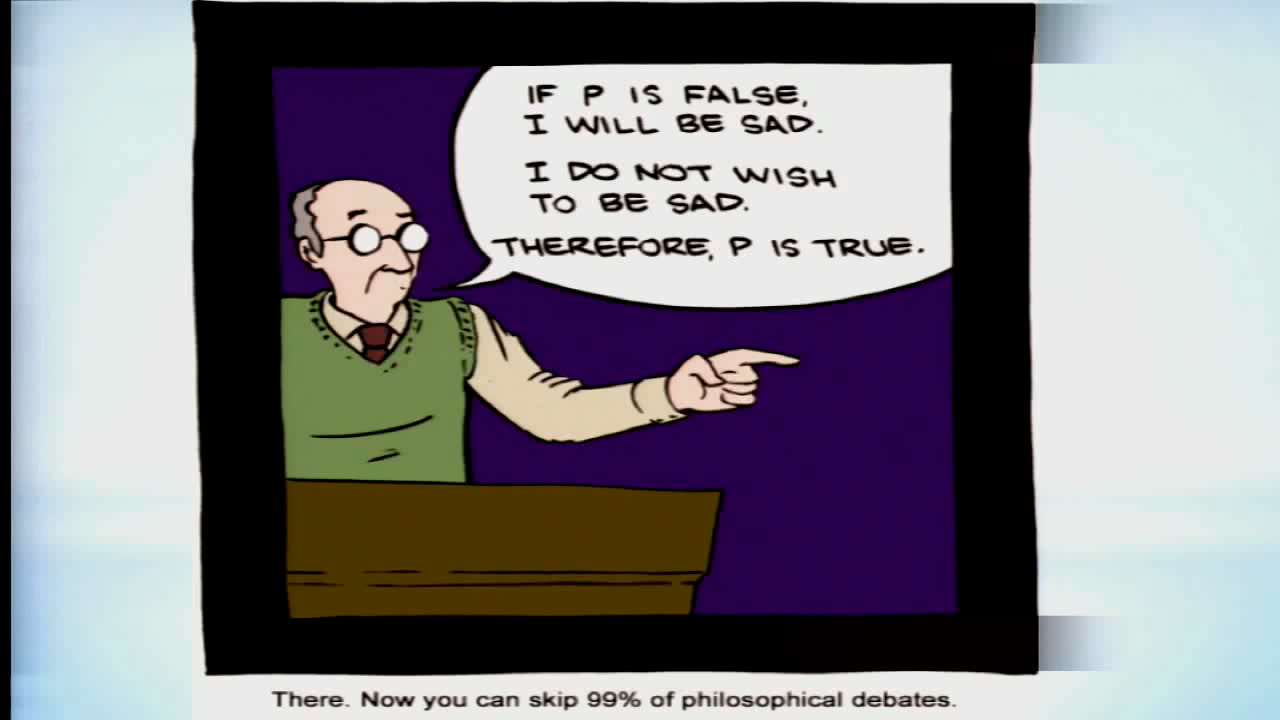 IF P IS FALSE,
I WILL BE SAD.
I DO NOT WISH
TO BE SAD.
THEREFORE, P IS TRUE.
There. Now you can skip 99% of philosophical debates.